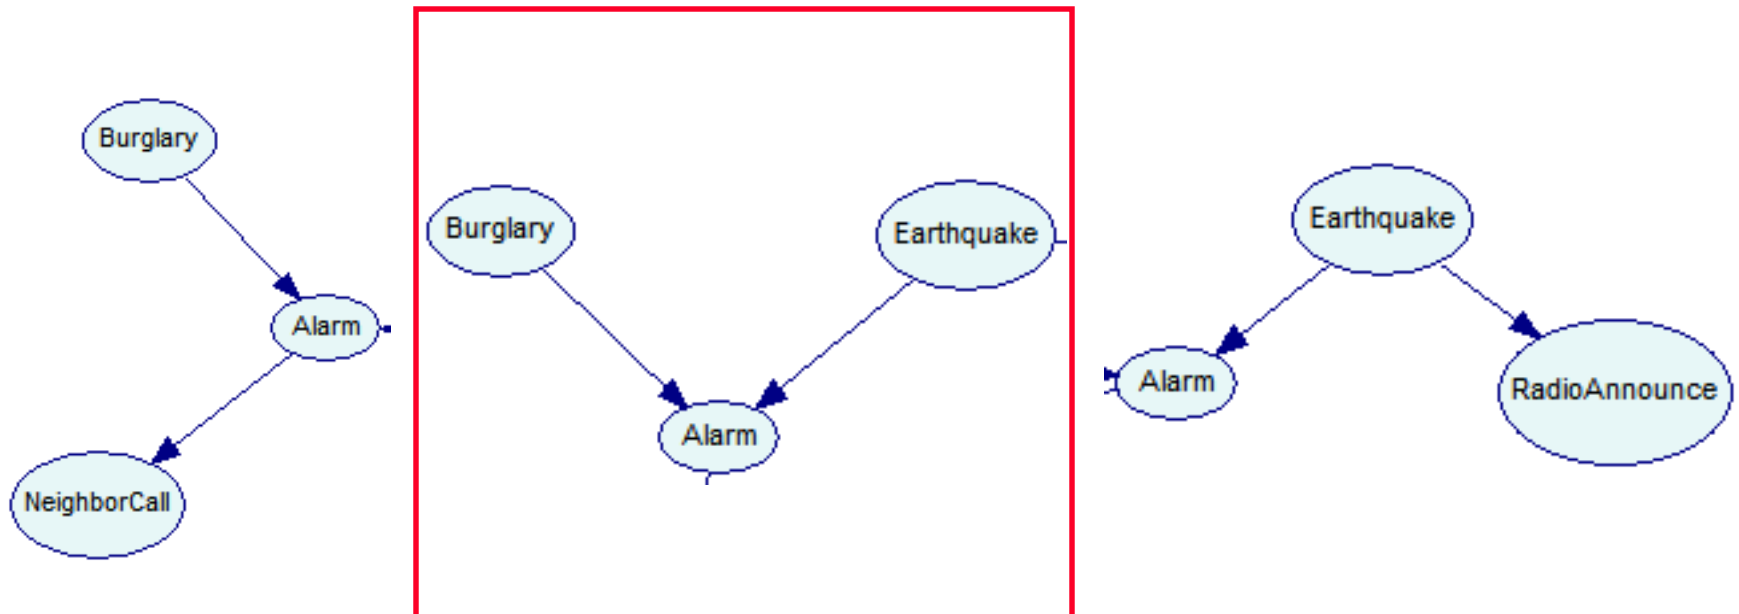 Burglary
Alarm
NeighborCall
Burglary
Earthquake
Alarm
Earthquake
Alarm
RadioAnnounce